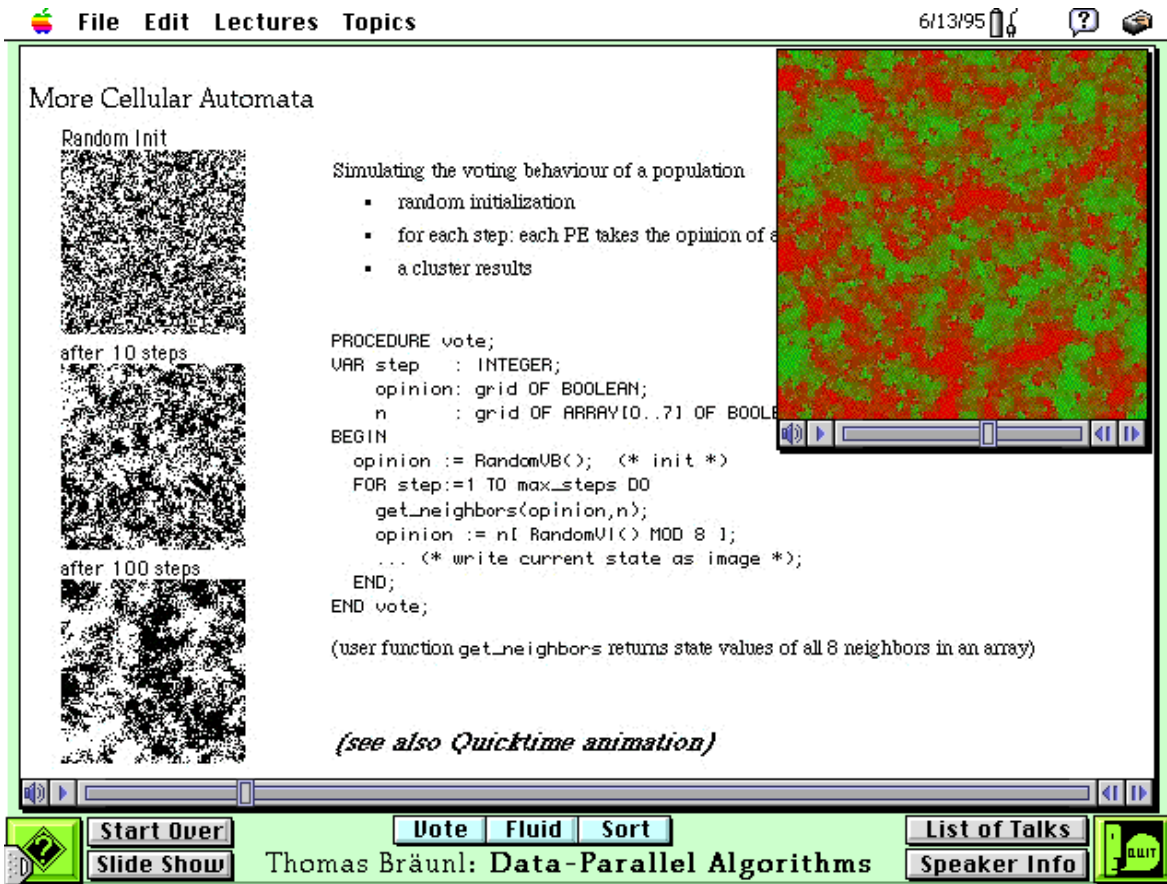 File Edit Lectures Topics 6/13/95
More Cellular Automata
Random Init
after 10 steps
after 100 steps
Simulating the voting behaviour of a population
▪ random initialization
▪ for each step: each PE takes the opinion of a
▪ a cluster results
PROCEDURE vote;
VAR step : INTEGER;
opinion: grid OF BOOLEAN;
n : grid OF ARRAY[0..7] OF BOOLE
BEGIN
opinion := RandomVB(); (* init *)
FOR step:=1 TO max_steps DO
get_neighbors(opinion,n);
opinion := n[ RandomVI() MOD 8 ];
... (* write current state as image *);
END;
END vote;
(user function get_neighbors returns state values of all 8 neighbors in an array)
(see also Quicktime animation)
Start Over
Slide Show
Vote Fluid Sort
Thomas Bräunl: Data-Parallel Algorithms
List of Talks
Speaker Info
QUIT